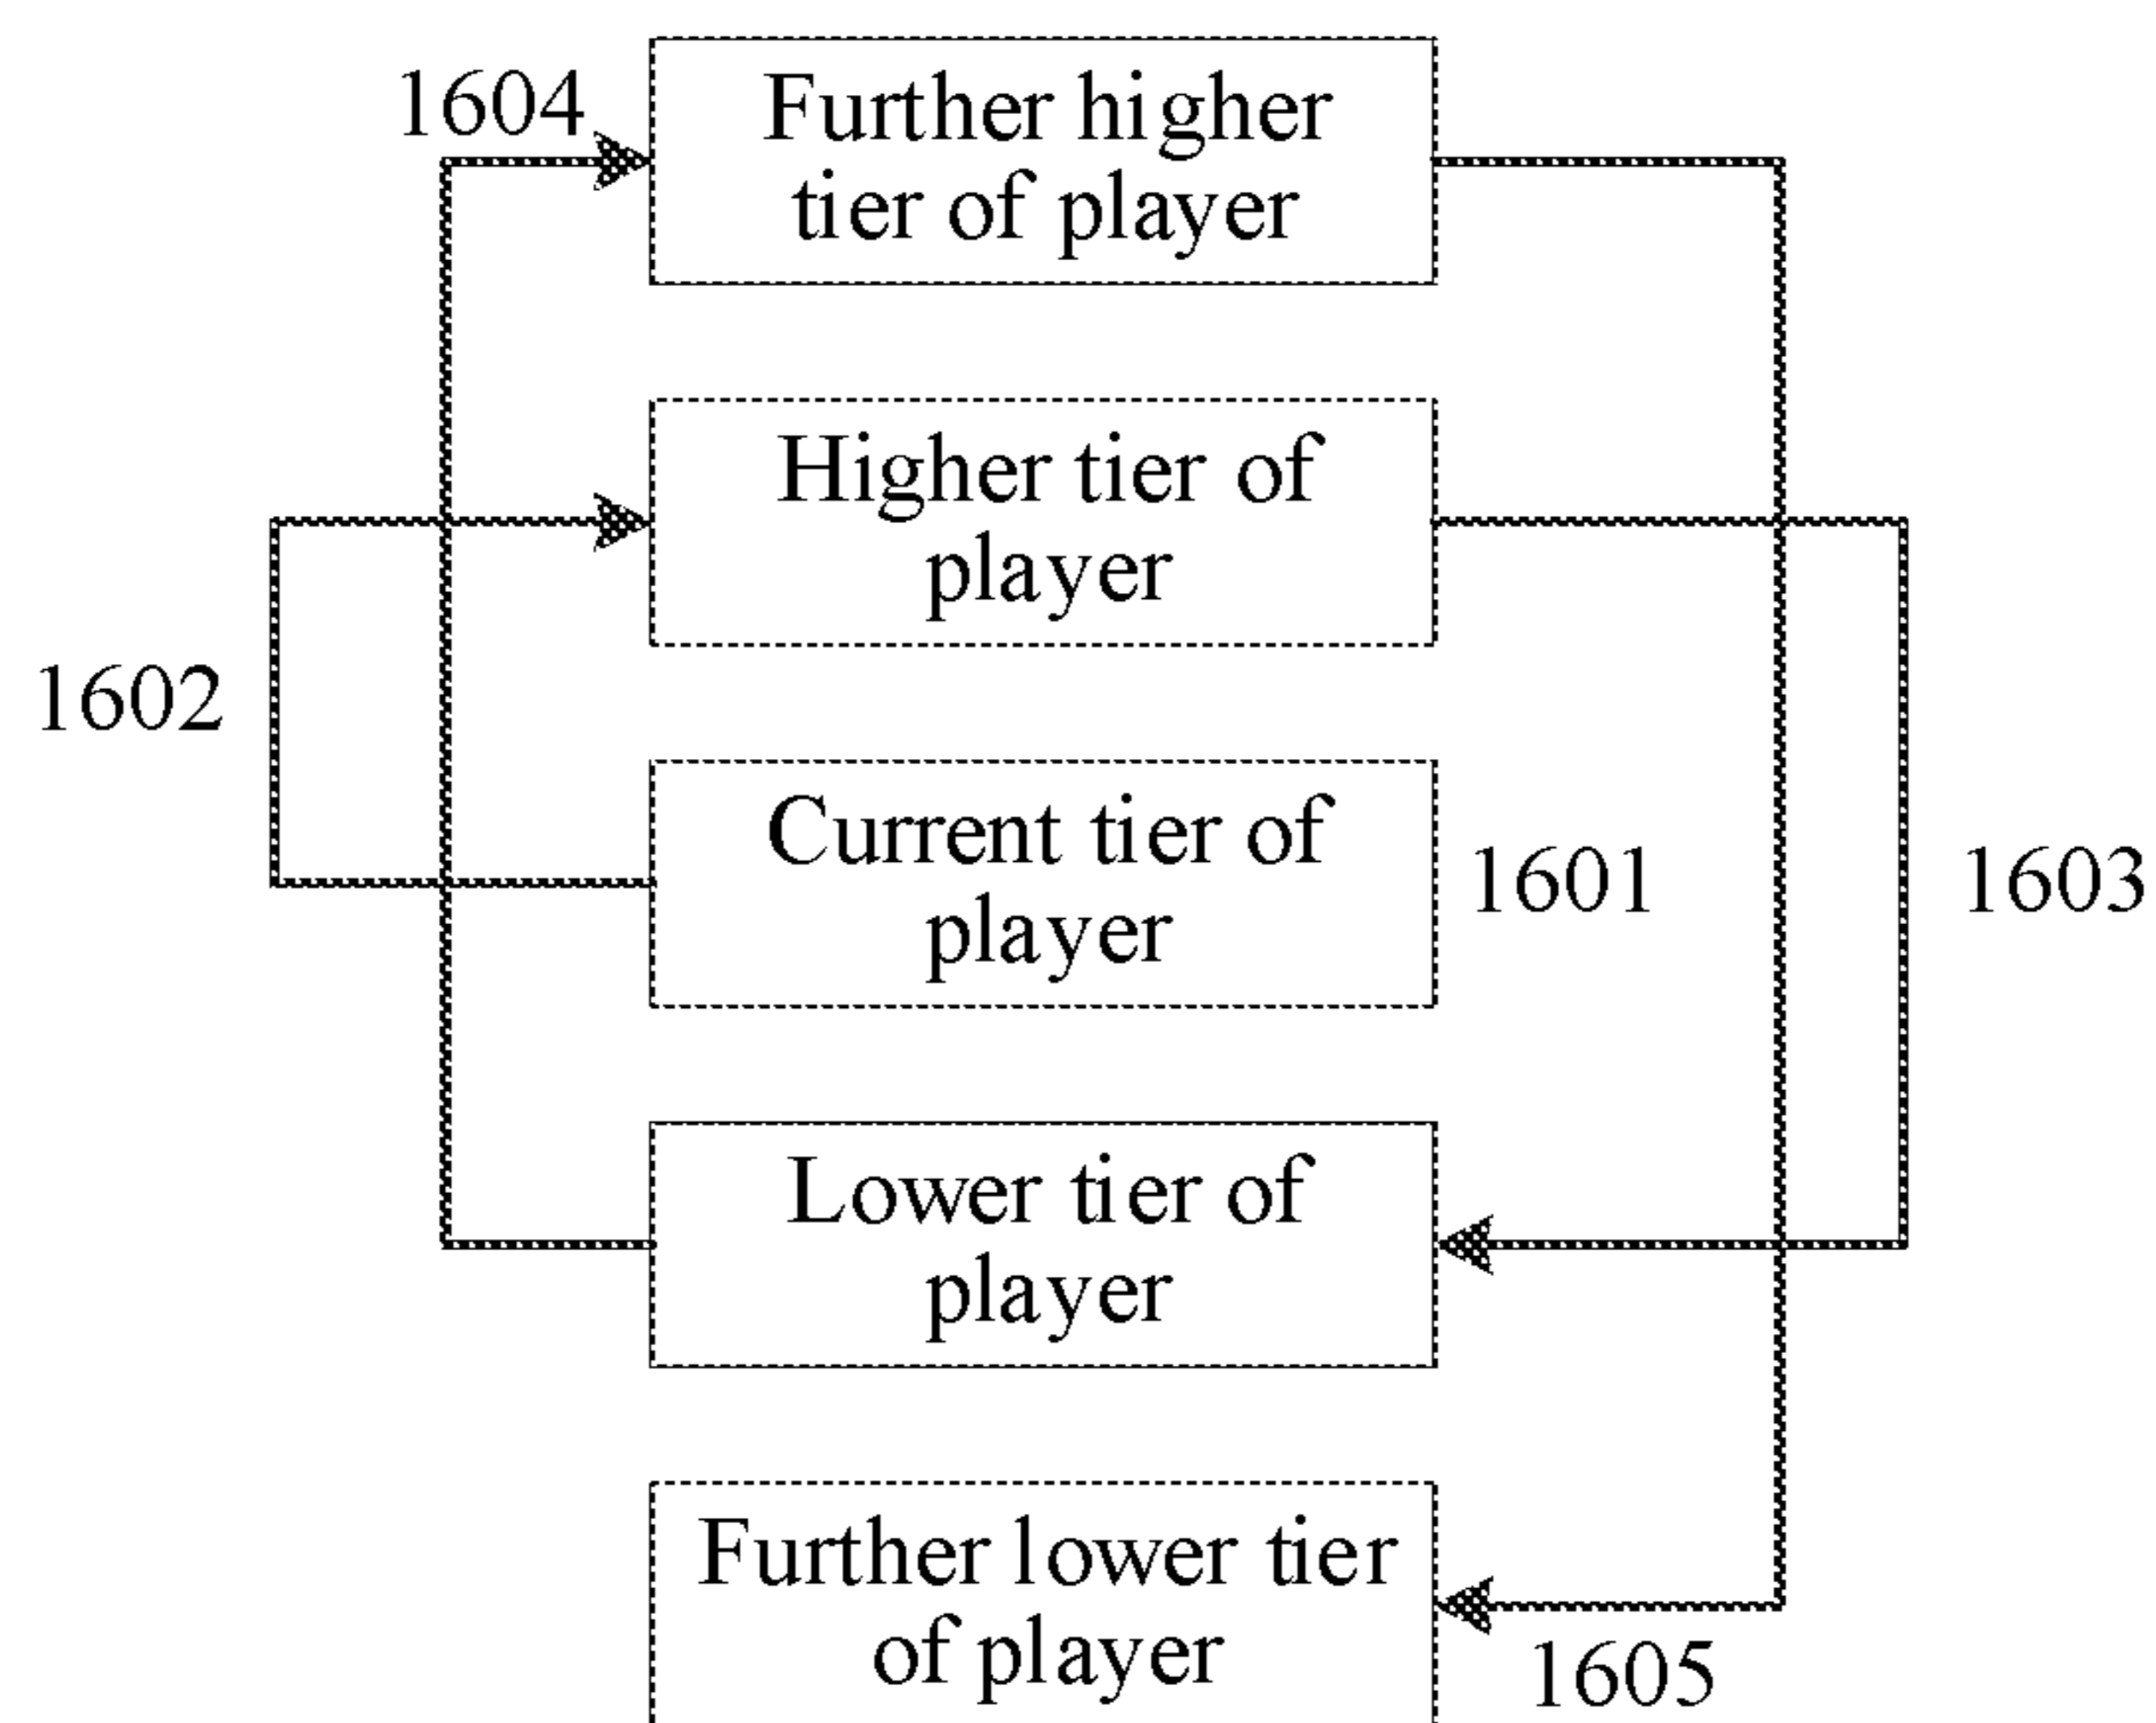 1604
Further higher
tier of player
Higher tier of
player
1602
Current tier of
player
1601
1603
Lower tier of
player
Further lower tier
of player
1605